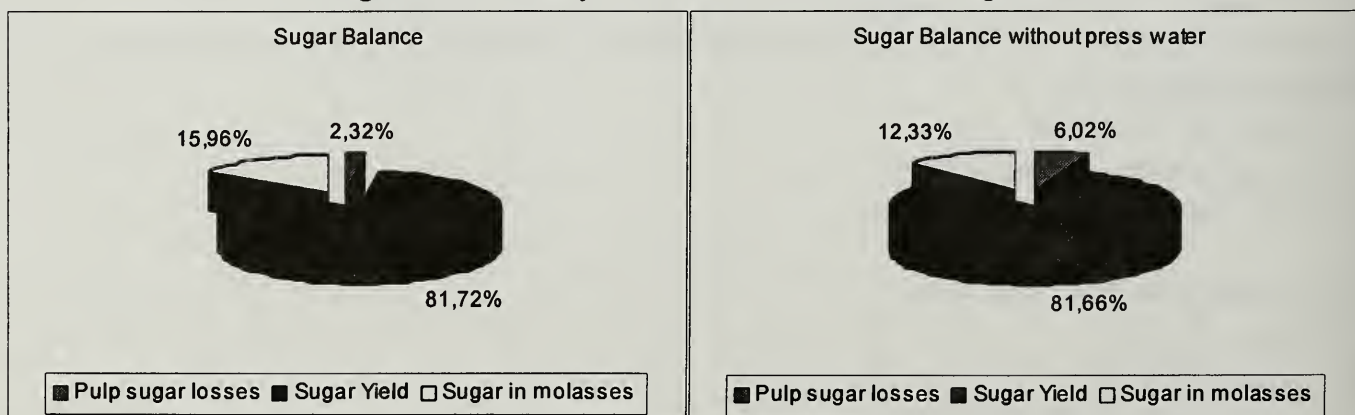 Sugar Balance
15,96%
2,32%
81,72%
Pulp sugar losses Sugar Yield Sugar in molasses
Sugar Balance without press water
12,33%
6,02%
81,66%
Pulp sugar losses Sugar Yield Sugar in molasses